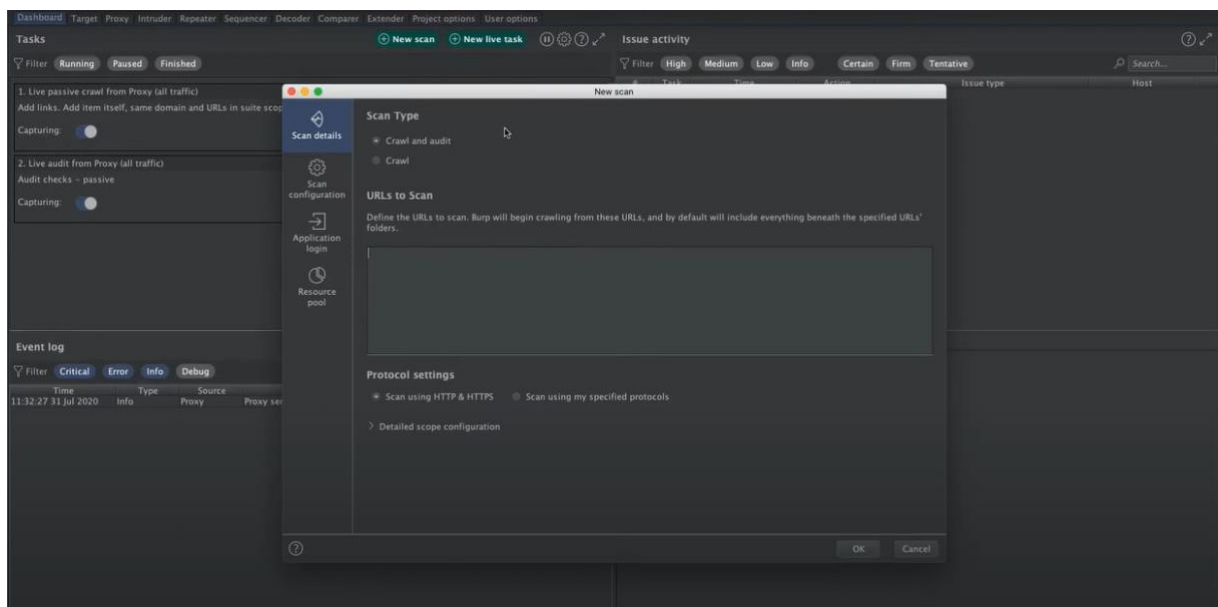 Dashboard Target Proxy Intruder Repeater Sequencer Decoder Comparer Extender Project options User options
Tasks
New scan New live task
Filter Running Paused Finished
1. Live passive crawl from Proxy (all traffic)
Add links. Add item itself, same domain and URLs in suite scop
Capturing:
2. Live audit from Proxy (all traffic)
Audit checks – passive
Capturing:
Issue activity
Filter High Medium Low Info Certain Firm Tentative Search...
# Task Time Action Issue type Host
Event log
Filter Critical Error Info Debug
Time Type Source
11:32:27 31 Jul 2020 Info Proxy Proxy ser
New scan
Scan details
Scan
configuration
Application
login
Resource
pool
Scan Type
Crawl and audit
Crawl
URLs to Scan
Define the URLs to scan. Burp will begin crawling from these URLs, and by default will include everything beneath the specified URLs'
folders.
Protocol settings
Scan using HTTP & HTTPS Scan using my specified protocols
Detailed scope configuration
OK Cancel